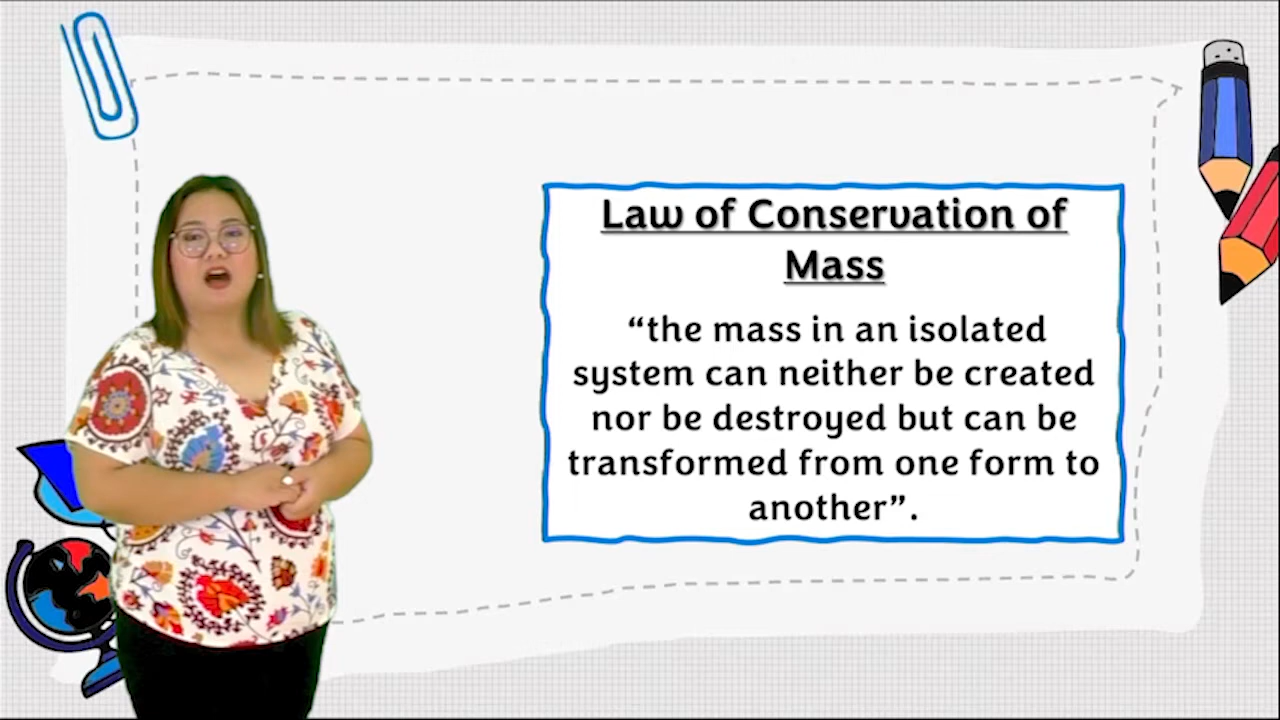 Law of Conservation of
Mass
“the mass in an isolated
system can neither be created
nor be destroyed but can be
transformed from one form to
another”.